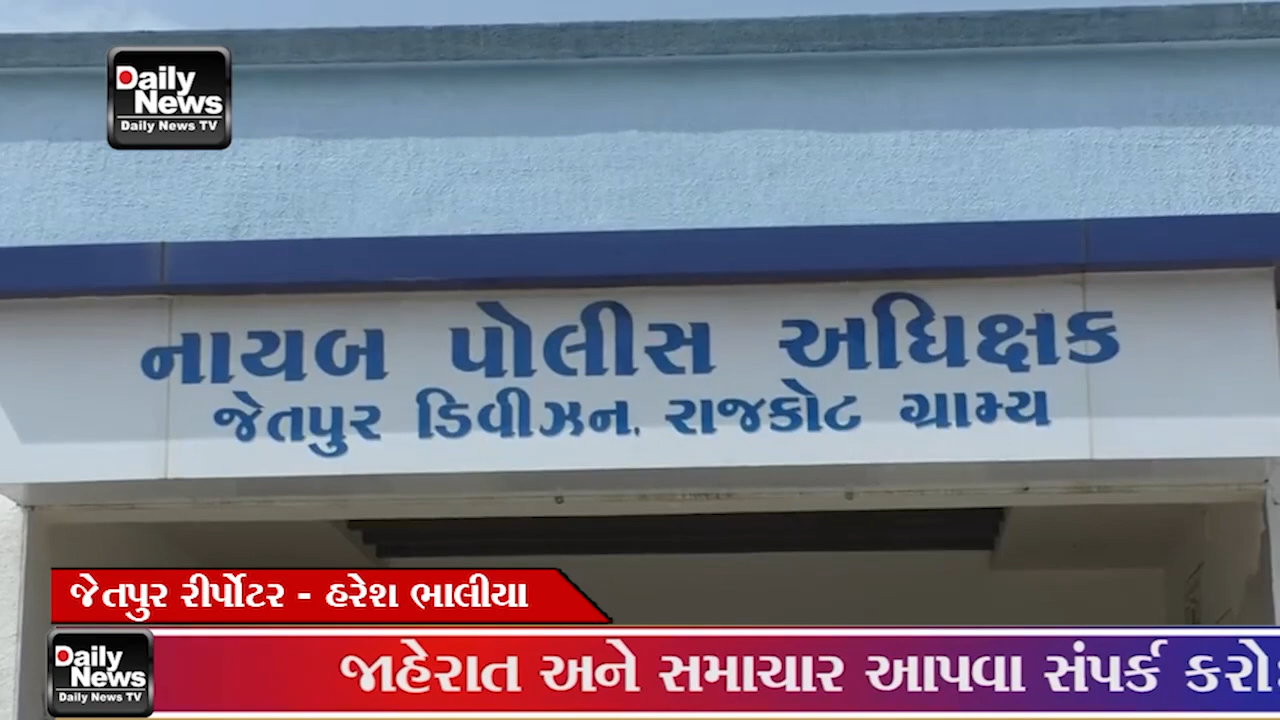 Daily
News
Daily News TV
નાયબ પોલીસ અધિક્ષક
જેતપુર ડિવીઝન, રાજકોટ ગ્રામ્ય
જેતપુર રીર્પોટર - હરેશ ભાલીયા
Daily
News
Daily News TV
જાહેરાત અને સમાચાર આપવા સંપર્ક કરો: